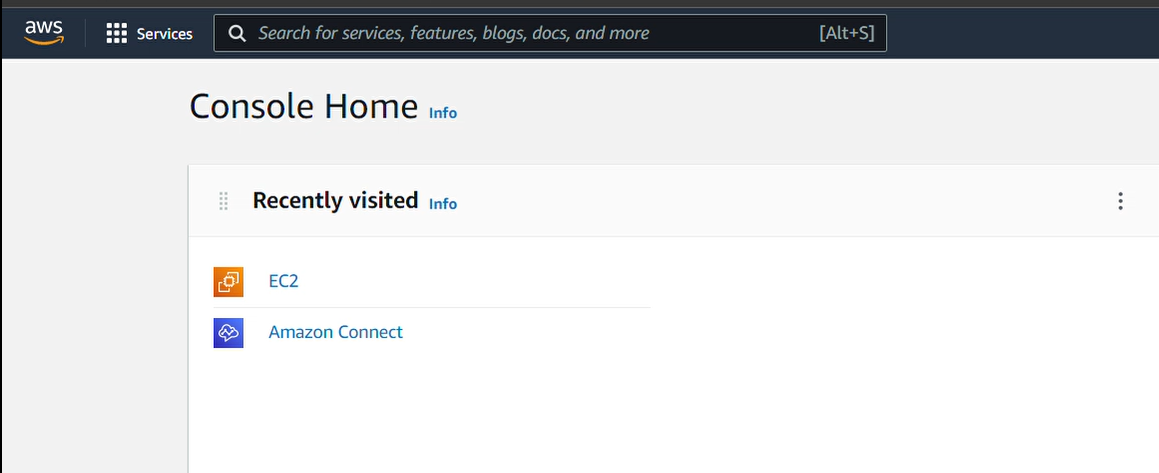 aws Services Search for services, features, blogs, docs, and more [Alt+S]
Console Home Info
Recently visited Info
EC2
Amazon Connect